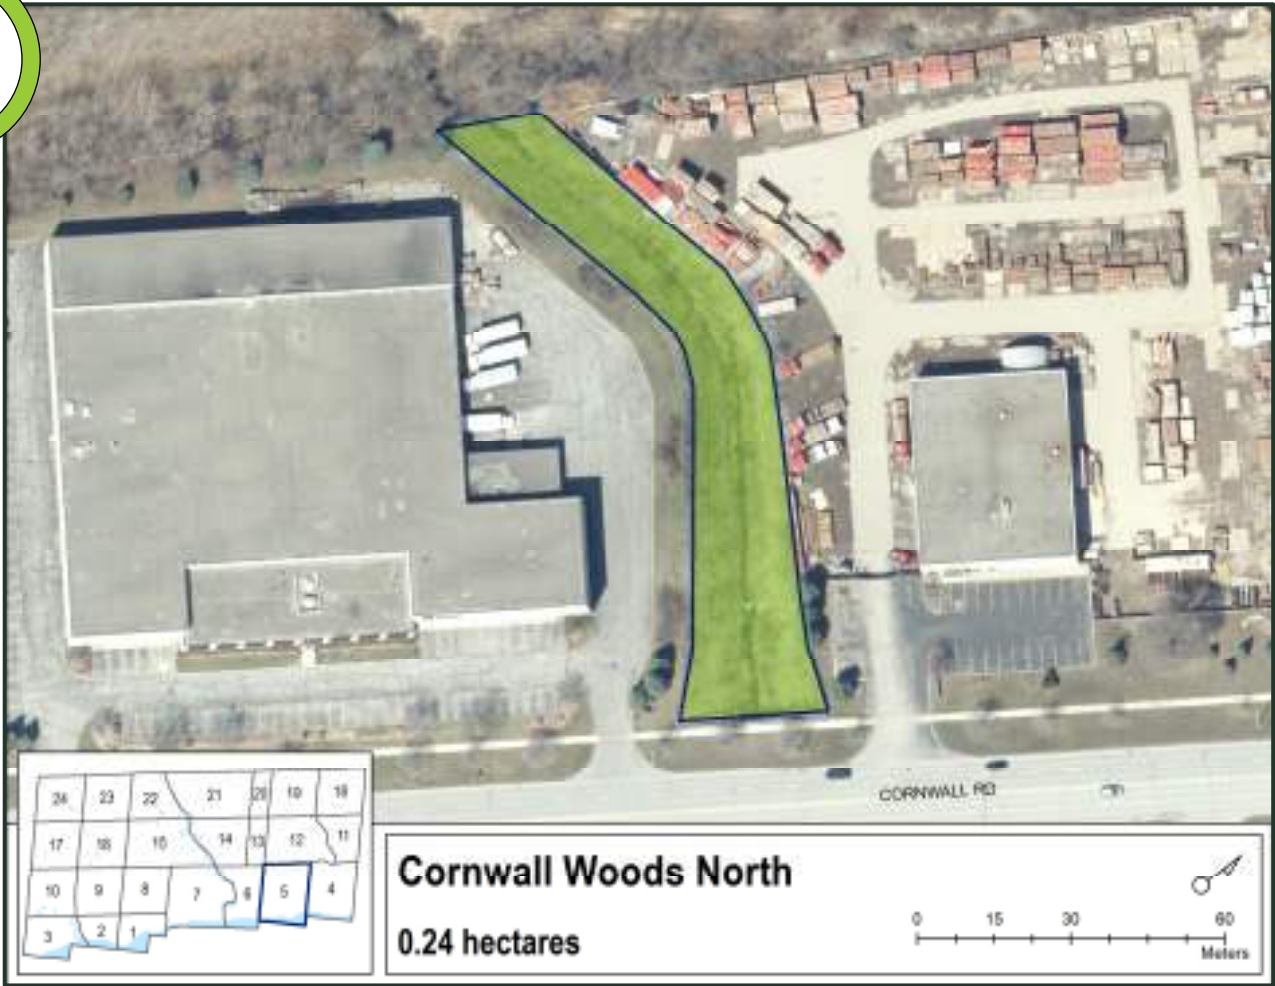 CORNWALL RD
24 23 22 21 20 19 18
17 16 15 14 13 12 11
10 9 8 7 6 5 4
3 2 1
Cornwall Woods North
0.24 hectares
0 15 30 60
Meters